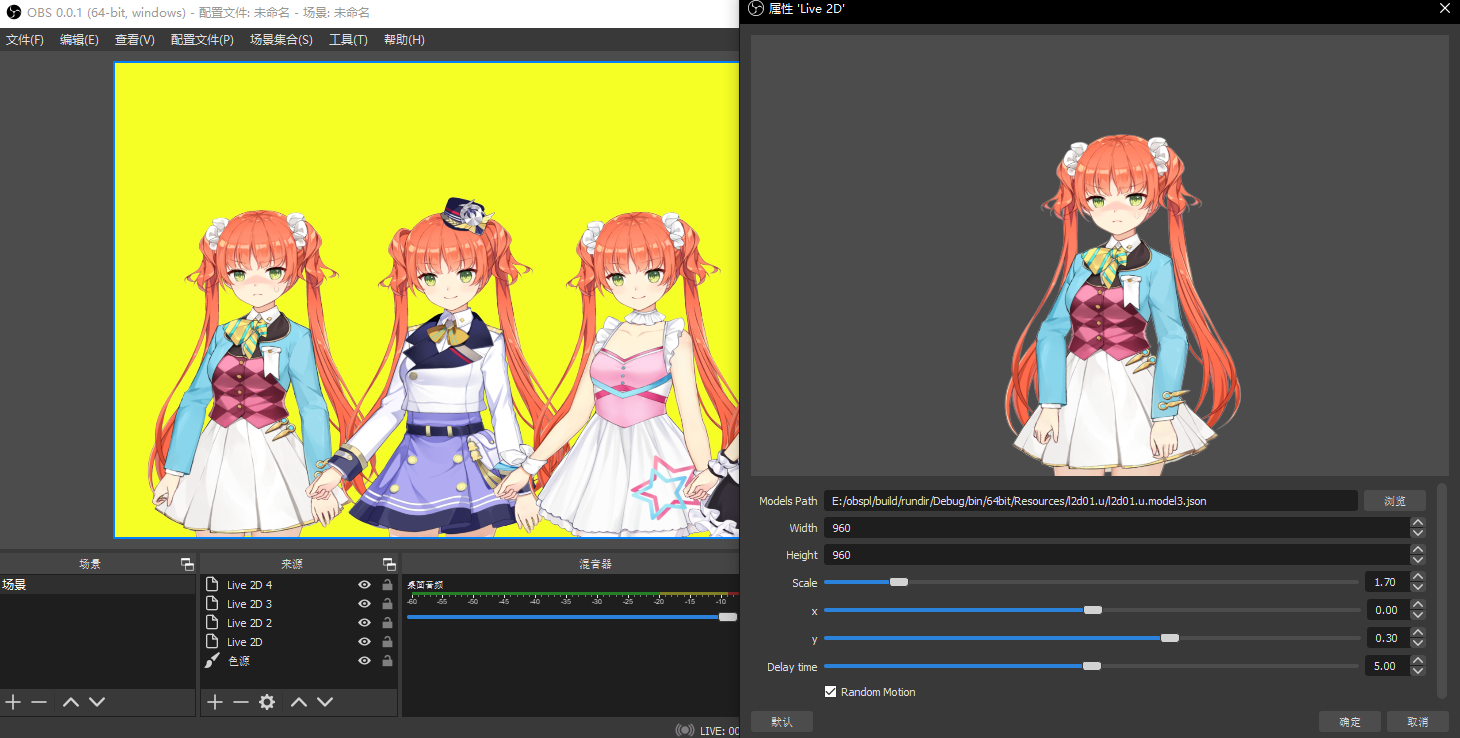 OBS 0.0.1 (64-bit, windows) - 配置文件: 未命名 - 场景: 未命名
文件(F) 编辑(E) 查看(V) 配置文件(P) 场景集合(S) 工具(T) 帮助(H)
场景
场景
来源
Live 2D 4
Live 2D 3
Live 2D 2
Live 2D
色源
混音器
桌面音频
-60 -55 -50 -45 -40 -35 -30 -25 -20 -15 -10
LIVE: 00
属性 'Live 2D'
Models Path E:/obspl/build/rundir/Debug/bin/64bit/Resources/l2d01.u/l2d01.u.model3.json 浏览
Width 960
Height 960
Scale 1.70
x 0.00
y 0.30
Delay time 5.00
Random Motion
默认 确定 取消